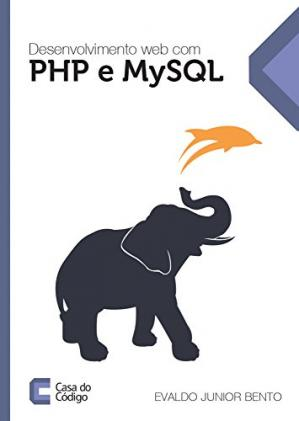 Desenvolvimento web com
PHP e MySQL
Casa do
Código
EVALDO JUNIOR BENTO